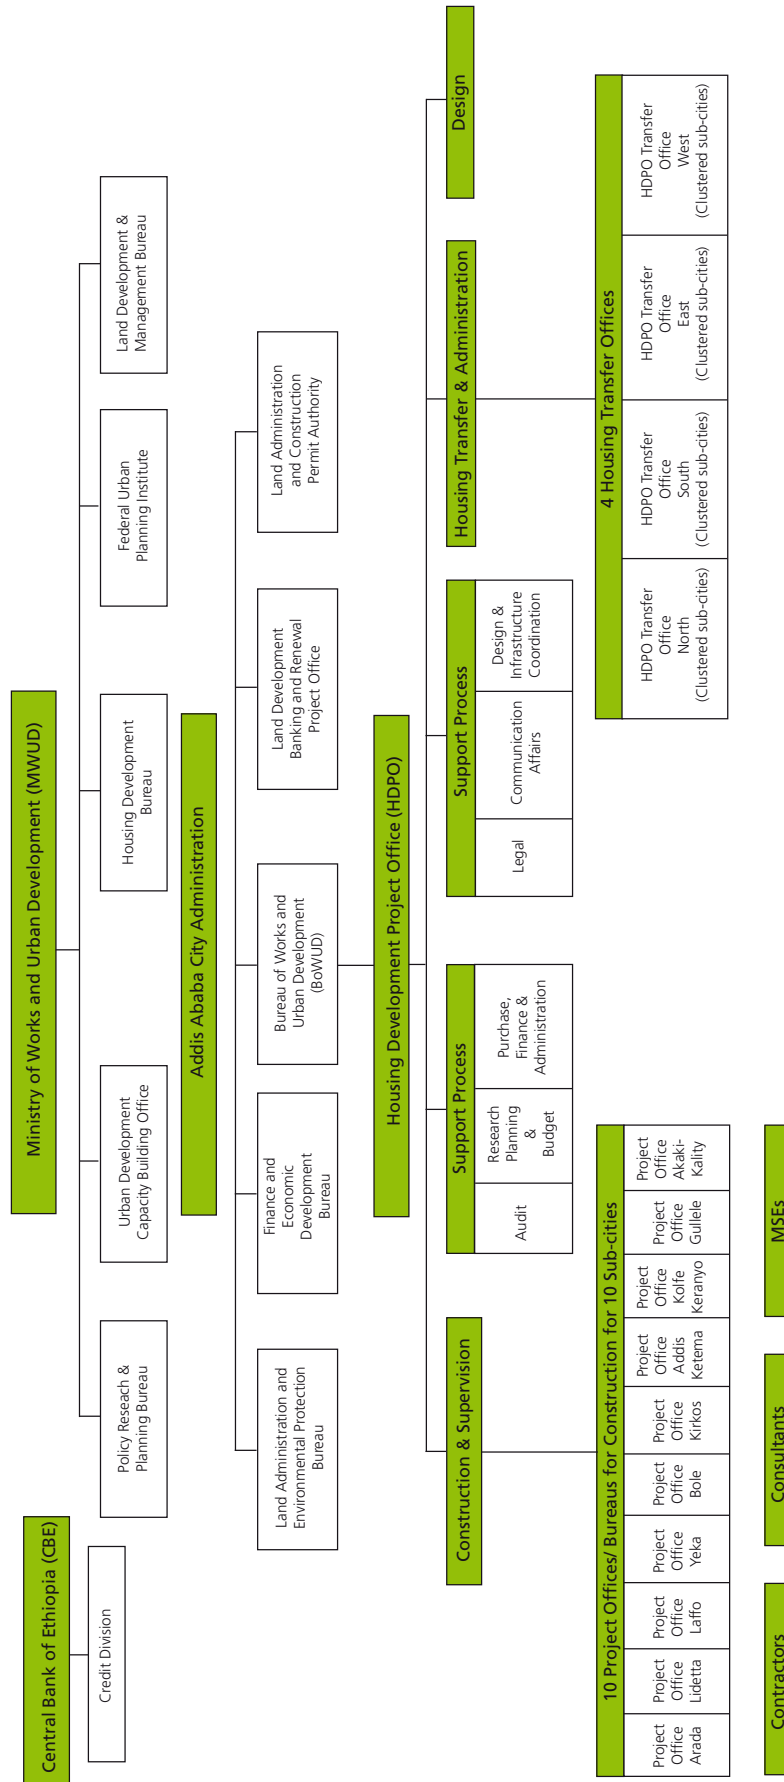 Central Bank of Ethiopia (CBE)
Credit Division
Ministry of Works and Urban Development (MWUD)
Policy Reseach &
Planning Bureau
Urban Development
Capacity Building Office
Housing Development
Bureau
Federal Urban
Planning Institute
Land Development &
Management Bureau
Addis Ababa City Administration
Land Administration and
Environmental Protection
Bureau
Finance and
Economic
Development
Bureau
Bureau of Works and
Urban Development
(BoWUD)
Land Development
Banking and Renewal
Project Office
Land Administration
and Construction
Permit Authority
Housing Development Project Office (HDPO)
Construction & Supervision
Support Process
Audit
Research
Planning
&
Budget
Purchase,
Finance &
Administration
Support Process
Legal
Communication
Affairs
Design &
Infrastructure
Coordination
Housing Transfer & Administration
Design
10 Project Offices/ Bureaus for Construction for 10 Sub-cities
Project
Office
Arada
Project
Office
Lidetta
Project
Office
Laffo
Project
Office
Yeka
Project
Office
Bole
Project
Office
Kirkos
Project
Office
Addis
Ketema
Project
Office
Kolfe
Keranyo
Project
Office
Gullele
Project
Office
Akaki-
Kality
4 Housing Transfer Offices
HDPO Transfer
Office
North
(Clustered sub-cities)
HDPO Transfer
Office
South
(Clustered sub-cities)
HDPO Transfer
Office
East
(Clustered sub-cities)
HDPO Transfer
Office
West
(Clustered sub-cities)
Contractors
Consultants
MSEs